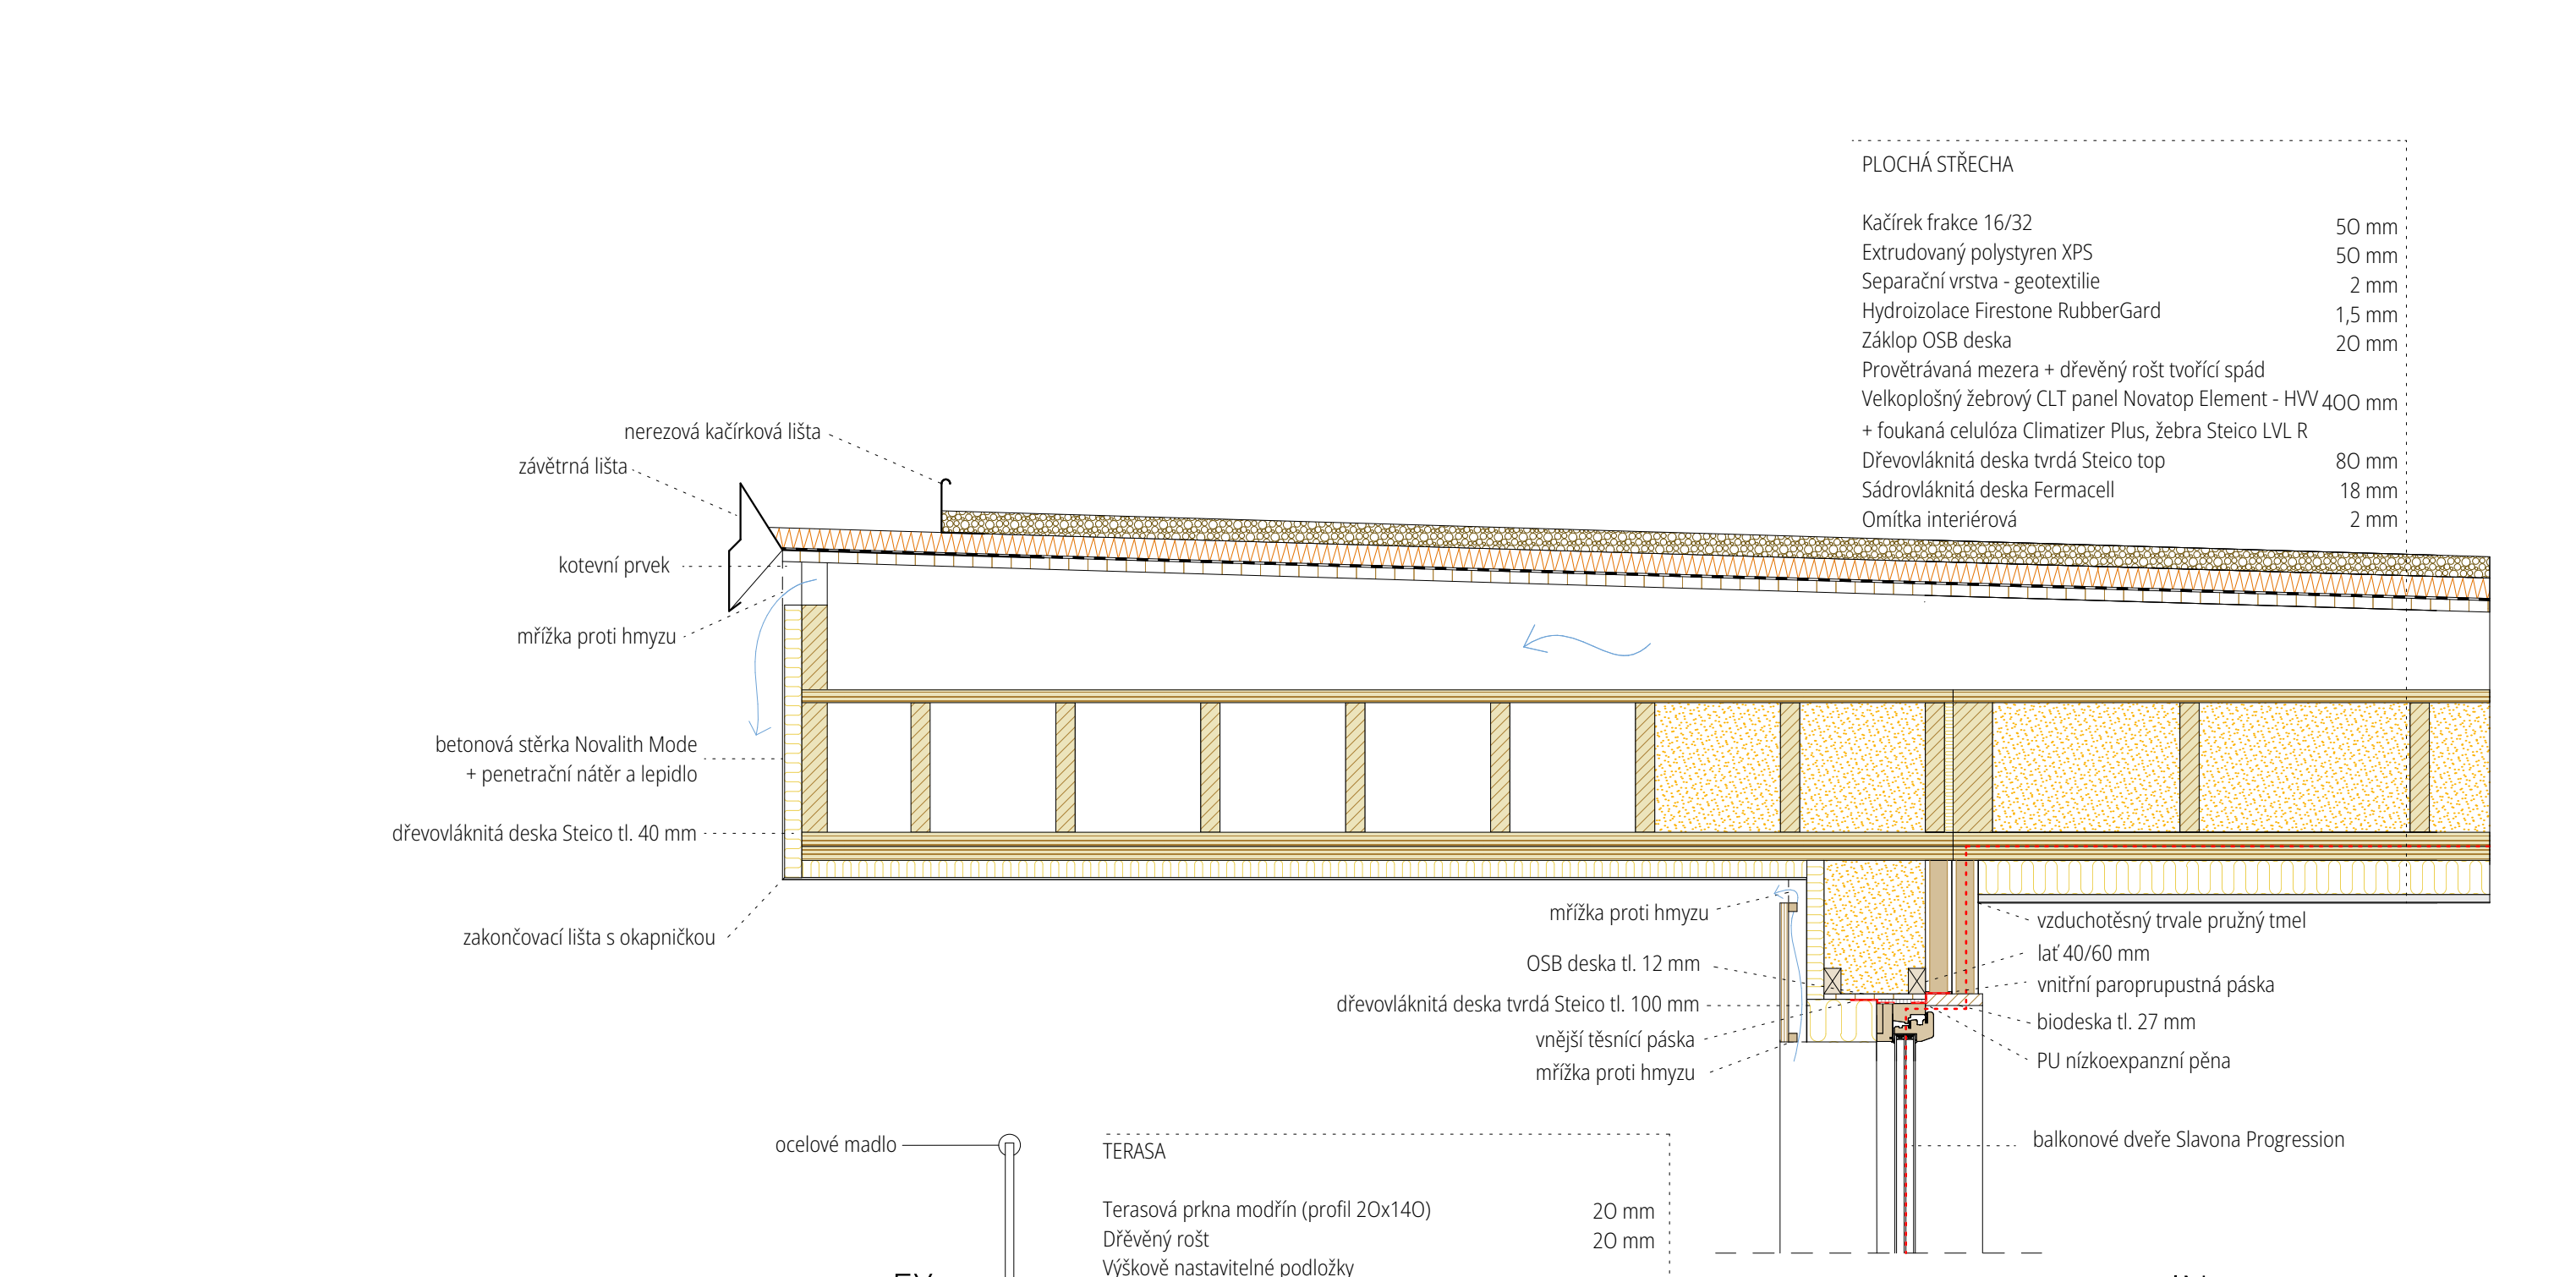 PLOCHÁ STŘECHA
Kačírek frakce 16/32 50 mm
Extrudovaný polystyren XPS 50 mm
Separační vrstva - geotextilie 2 mm
Hydroizolace Firestone RubberGard 1,5 mm
Záklop OSB deska 20 mm
Provětrávaná mezera + dřevěný rošt tvořící spád
Velkoplošný žebrový CLT panel Novatop Element - HVV 400 mm
+ foukaná celulóza Climatizer Plus, žebra Steico LVL R
Dřevovláknitá deska tvrdá Steico top 80 mm
Sádrovláknitá deska Fermacell 18 mm
Omítka interiérová 2 mm
nerezová kačírková lišta
závětrná lišta
kotevní prvek
mřížka proti hmyzu
betonová stěrka Novalith Mode
+ penetrační nátěr a lepidlo
dřevovláknitá deska Steico tl. 40 mm
zakončovací lišta s okapničkou
mřížka proti hmyzu
OSB deska tl. 12 mm
dřevovláknitá deska tvrdá Steico tl. 100 mm
vnější těsnící páska
mřížka proti hmyzu
vzduchotěsný trvale pružný tmel
lať 40/60 mm
vnitřní paroprupustná páska
biodeska tl. 27 mm
PU nízkoexpanzní pěna
balkonové dveře Slavona Progression
ocelové madlo
TERASA
Terasová prkna modřín (profil 20x140) 20 mm
Dřěvěný rošt 20 mm
Výškově nastavitelné podložky